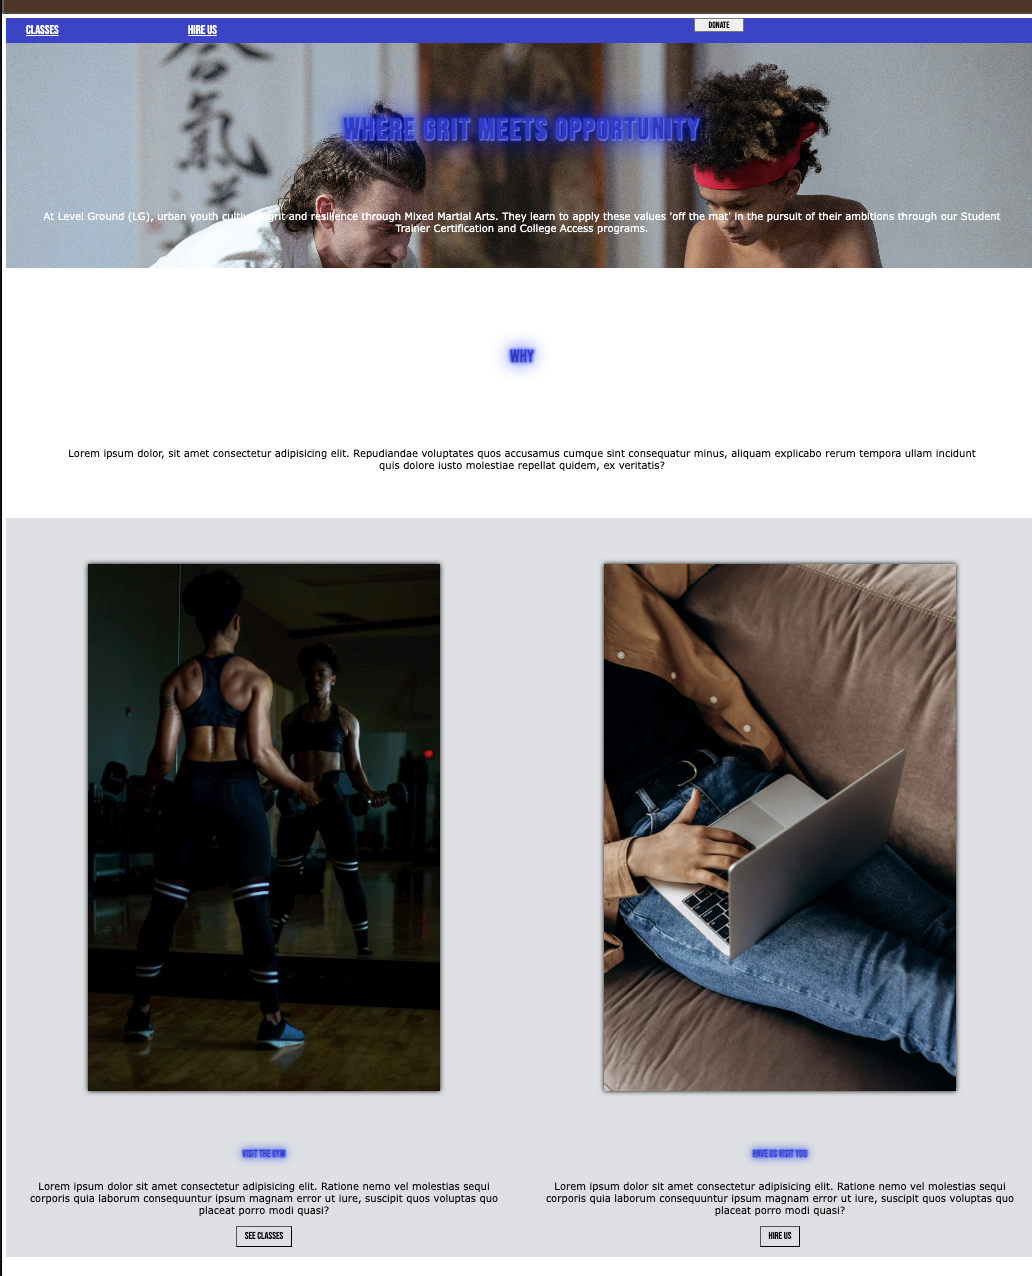 CLASSES
HIRE US
DONATE
合
氣
WHERE GRIT MEETS OPPORTUNITY
At Level Ground (LG), urban youth cultivate grit and resilience through Mixed Martial Arts. They learn to apply these values 'off the mat' in the pursuit of their ambitions through our Student
Trainer Certification and College Access programs.
WHY
Lorem ipsum dolor, sit amet consectetur adipisicing elit. Repudiandae voluptates quos accusamus cumque sint consequatur minus, aliquam explicabo rerum tempora ullam incidunt
quis dolore iusto molestiae repellat quidem, ex veritatis?
VISIT THE GYM
Lorem ipsum dolor sit amet consectetur adipisicing elit. Ratione nemo vel molestias sequi
corporis quia laborum consequuntur ipsum magnam error ut iure, suscipit quos voluptas quo
placeat porro modi quasi?
SEE CLASSES
HAVE US VISIT YOU
Lorem ipsum dolor sit amet consectetur adipisicing elit. Ratione nemo vel molestias sequi
corporis quia laborum consequuntur ipsum magnam error ut iure, suscipit quos voluptas quo
placeat porro modi quasi?
HIRE US